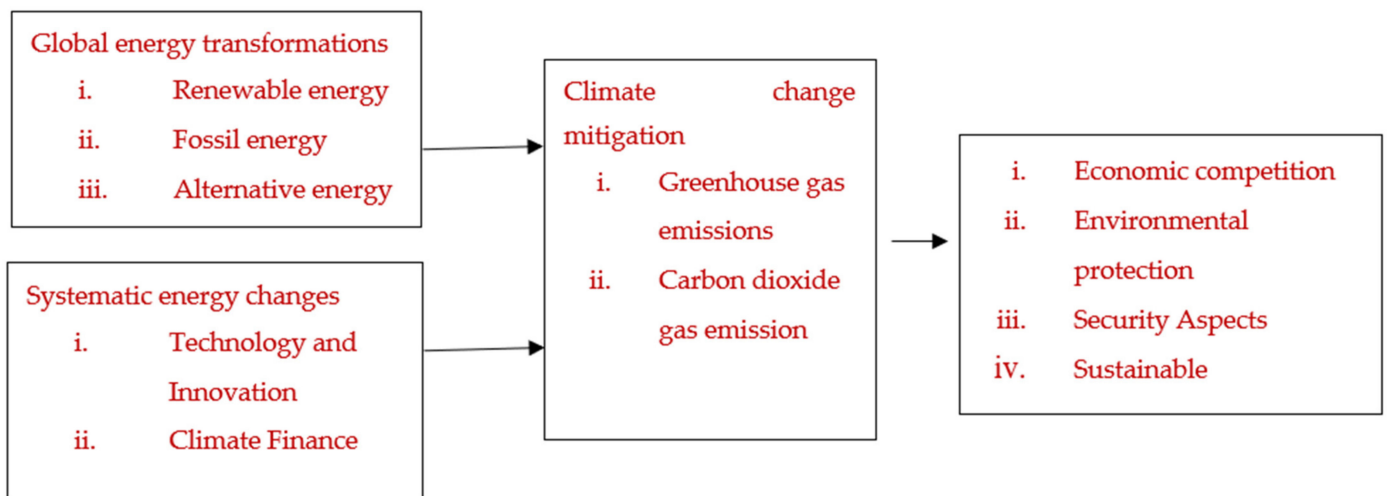 Global energy transformations
i. Renewable energy
ii. Fossil energy
iii. Alternative energy
Systematic energy changes
i. Technology and
Innovation
ii. Climate Finance
Climate change
mitigation
i. Greenhouse gas
emissions
ii. Carbon dioxide
gas emission
i. Economic competition
ii. Environmental
protection
iii. Security Aspects
iv. Sustainable